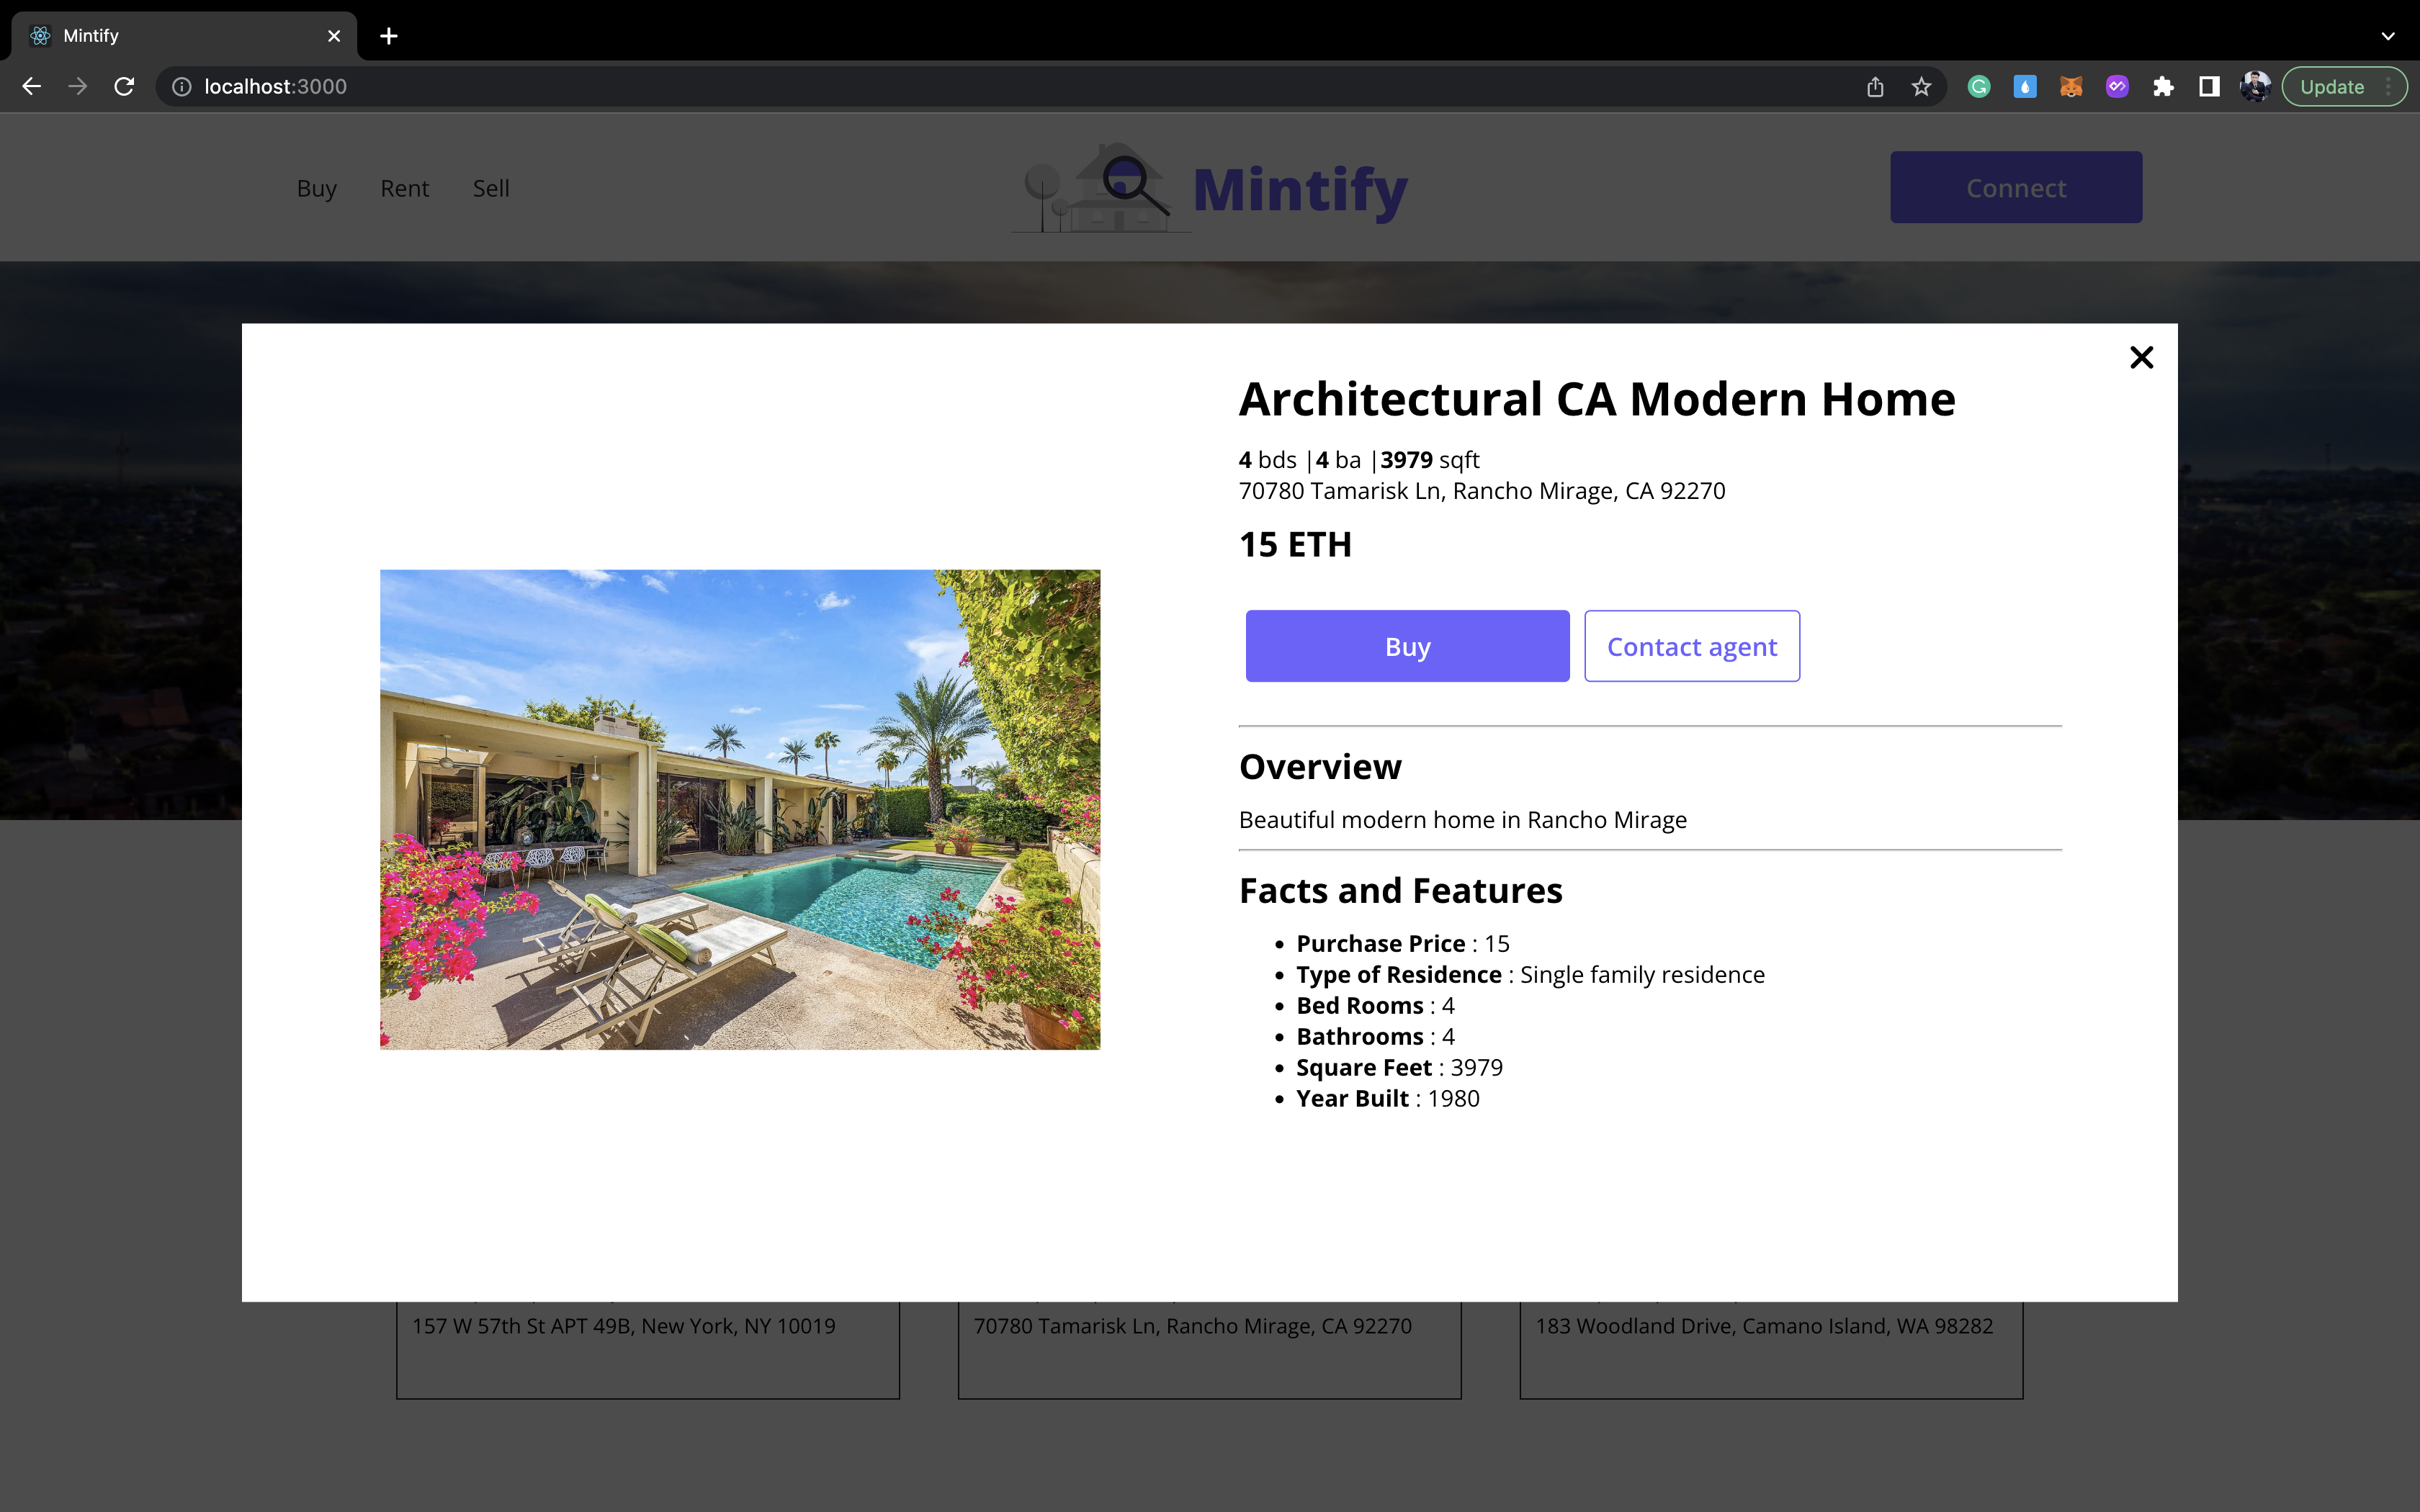 Mintify
localhost:3000
Update
Buy Rent Sell
Mintify
Connect
Architectural CA Modern Home
4 bds |4 ba |3979 sqft
70780 Tamarisk Ln, Rancho Mirage, CA 92270
15 ETH
Buy
Contact agent
Overview
Beautiful modern home in Rancho Mirage
Facts and Features
Purchase Price : 15
Type of Residence : Single family residence
Bed Rooms : 4
Bathrooms : 4
Square Feet : 3979
Year Built : 1980
157 W 57th St APT 49B, New York, NY 10019
70780 Tamarisk Ln, Rancho Mirage, CA 92270
183 Woodland Drive, Camano Island, WA 98282